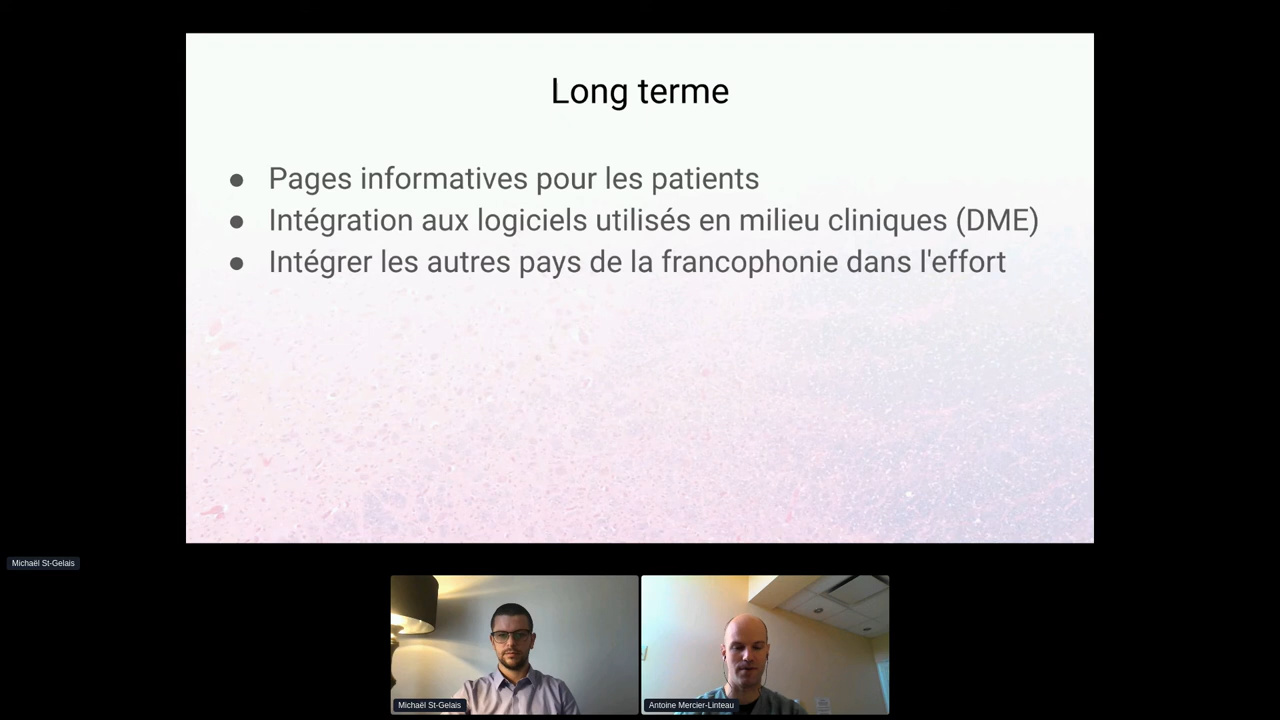 Long terme
● Pages informatives pour les patients
● Intégration aux logiciels utilisés en milieu cliniques (DME)
● Intégrer les autres pays de la francophonie dans l'effort
Michaël St-Gelais
Michaël St-Gelais
Antoine Mercier-Linteau